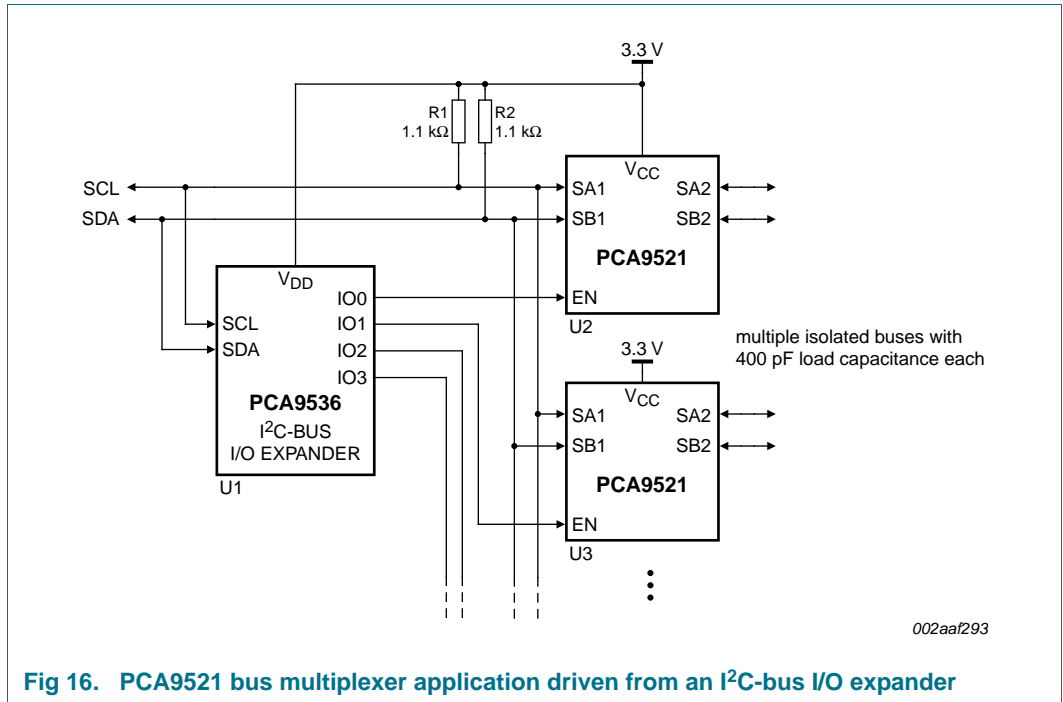 3.3 V
R1
1.1 kΩ
R2
1.1 kΩ
SCL
SDA
VCC
SA1
SA2
SB1
SB2
PCA9521
EN
U2
VDD
IO0
SCL
IO1
SDA
IO2
IO3
PCA9536
I2C-BUS
I/O EXPANDER
U1
multiple isolated buses with
400 pF load capacitance each
3.3 V
VCC
SA1
SA2
SB1
SB2
PCA9521
EN
U3
002aaf293
Fig 16. PCA9521 bus multiplexer application driven from an I2C-bus I/O expander